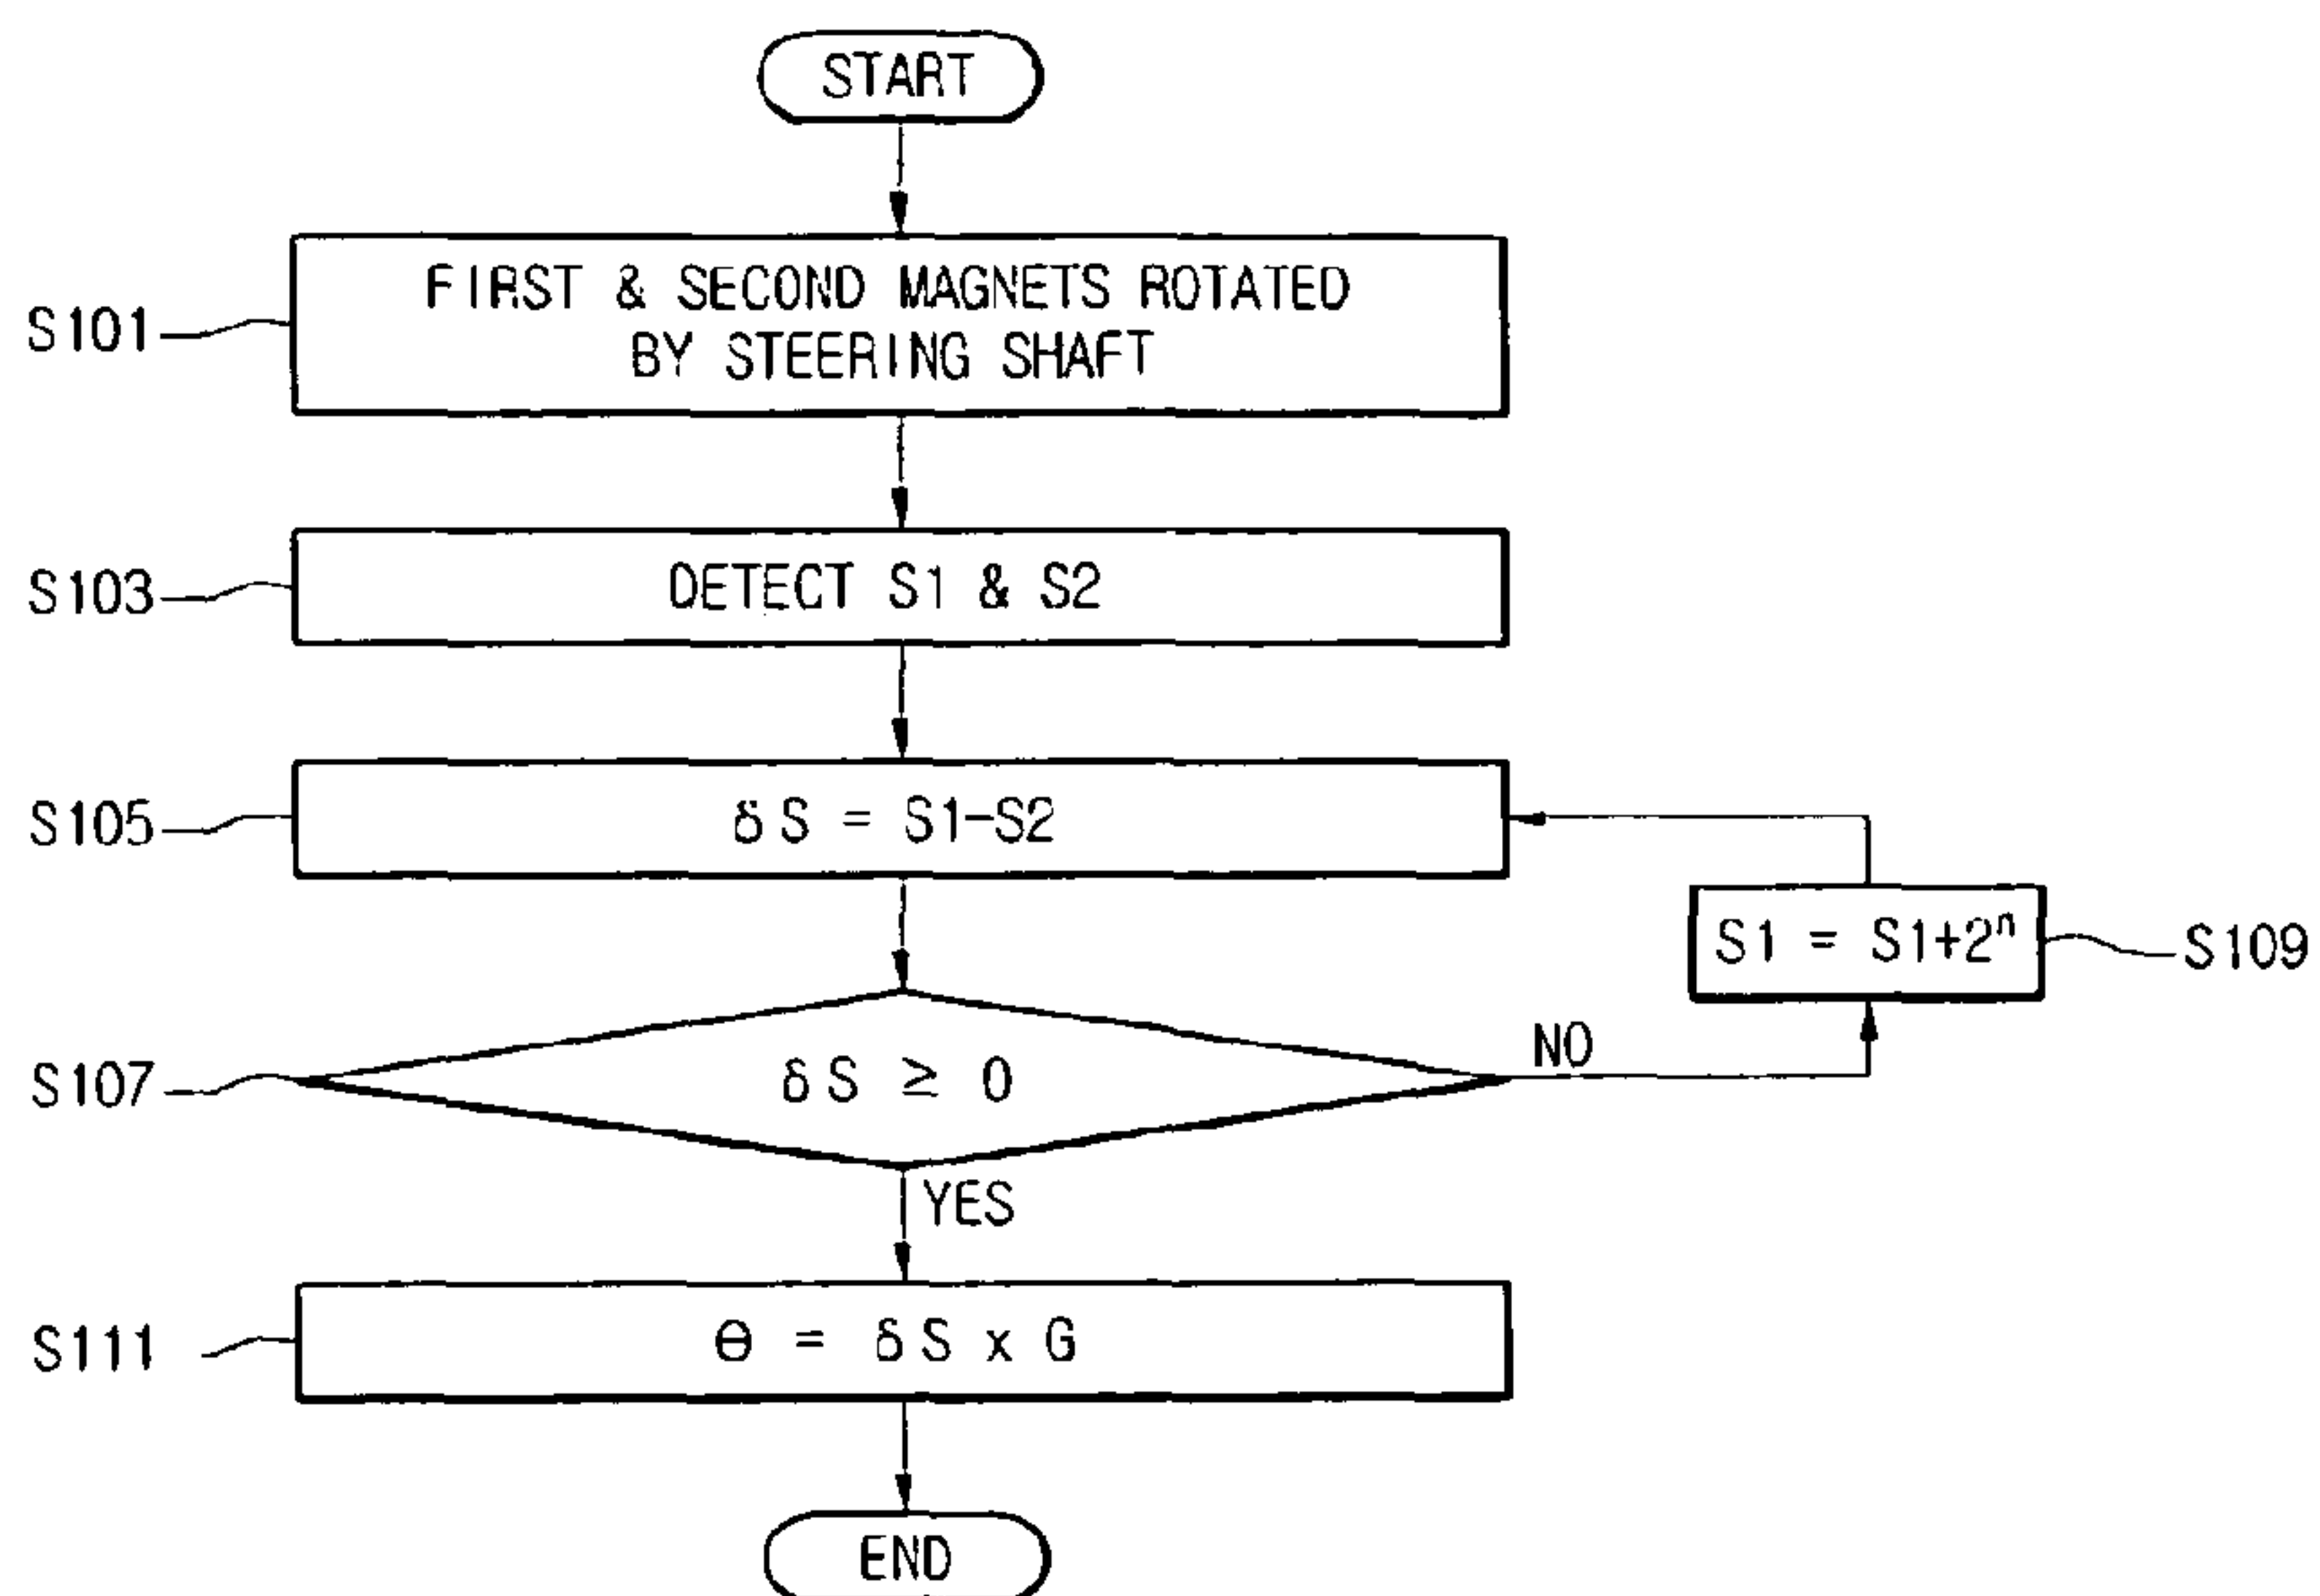 START
S101
FIRST & SECOND MAGNETS ROTATED
BY STEERING SHAFT
S103
DETECT S1 & S2
S105
δS = S1-S2
S1 = S1+2ⁿ
S109
S107
δS ≥ 0
NO
YES
S111
Θ = δS x G
END